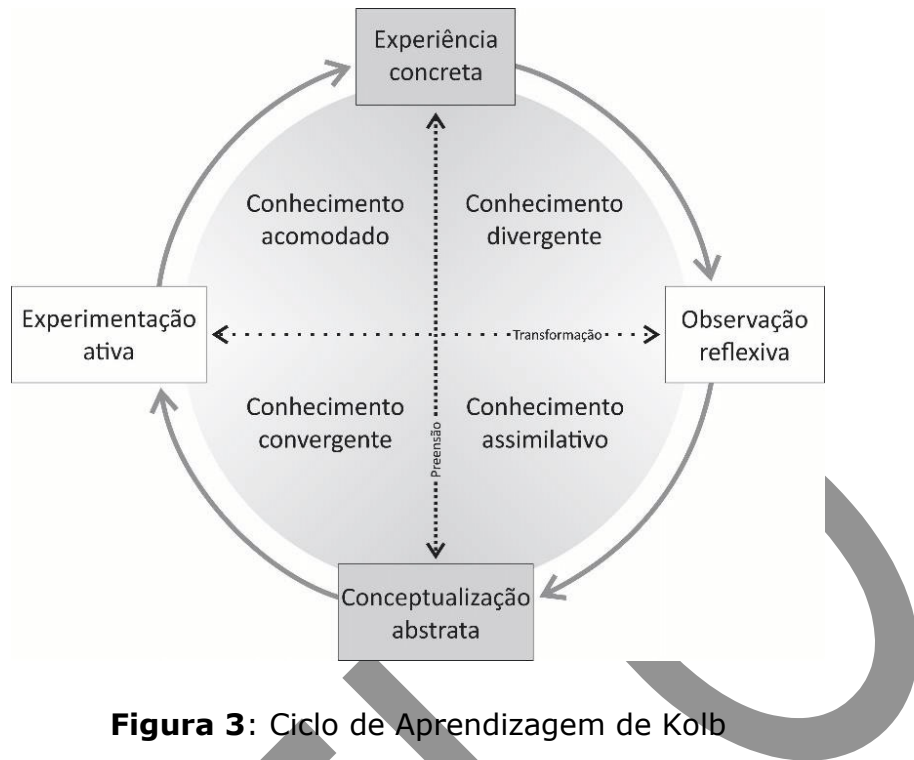 Experiência
concreta
Conhecimento
acomodado
Conhecimento
divergente
Experimentação
ativa
Transformação
Observação
reflexiva
Conhecimento
convergente
Preensão
Conhecimento
assimilativo
Conceptualização
abstrata
Figura 3: Ciclo de Aprendizagem de Kolb